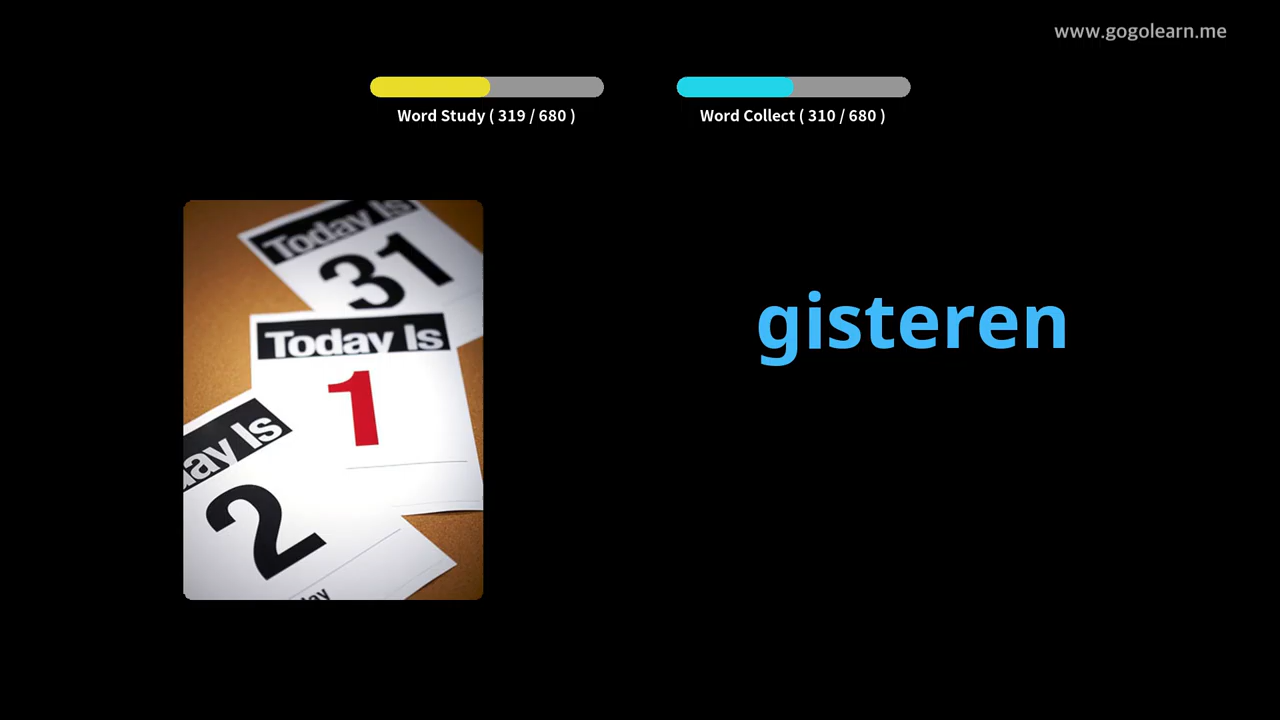 www.gogolearn.me
Word Study ( 319 / 680 )
Word Collect ( 310 / 680 )
Today Is
31
Today Is
1
gisteren
ay Is
2